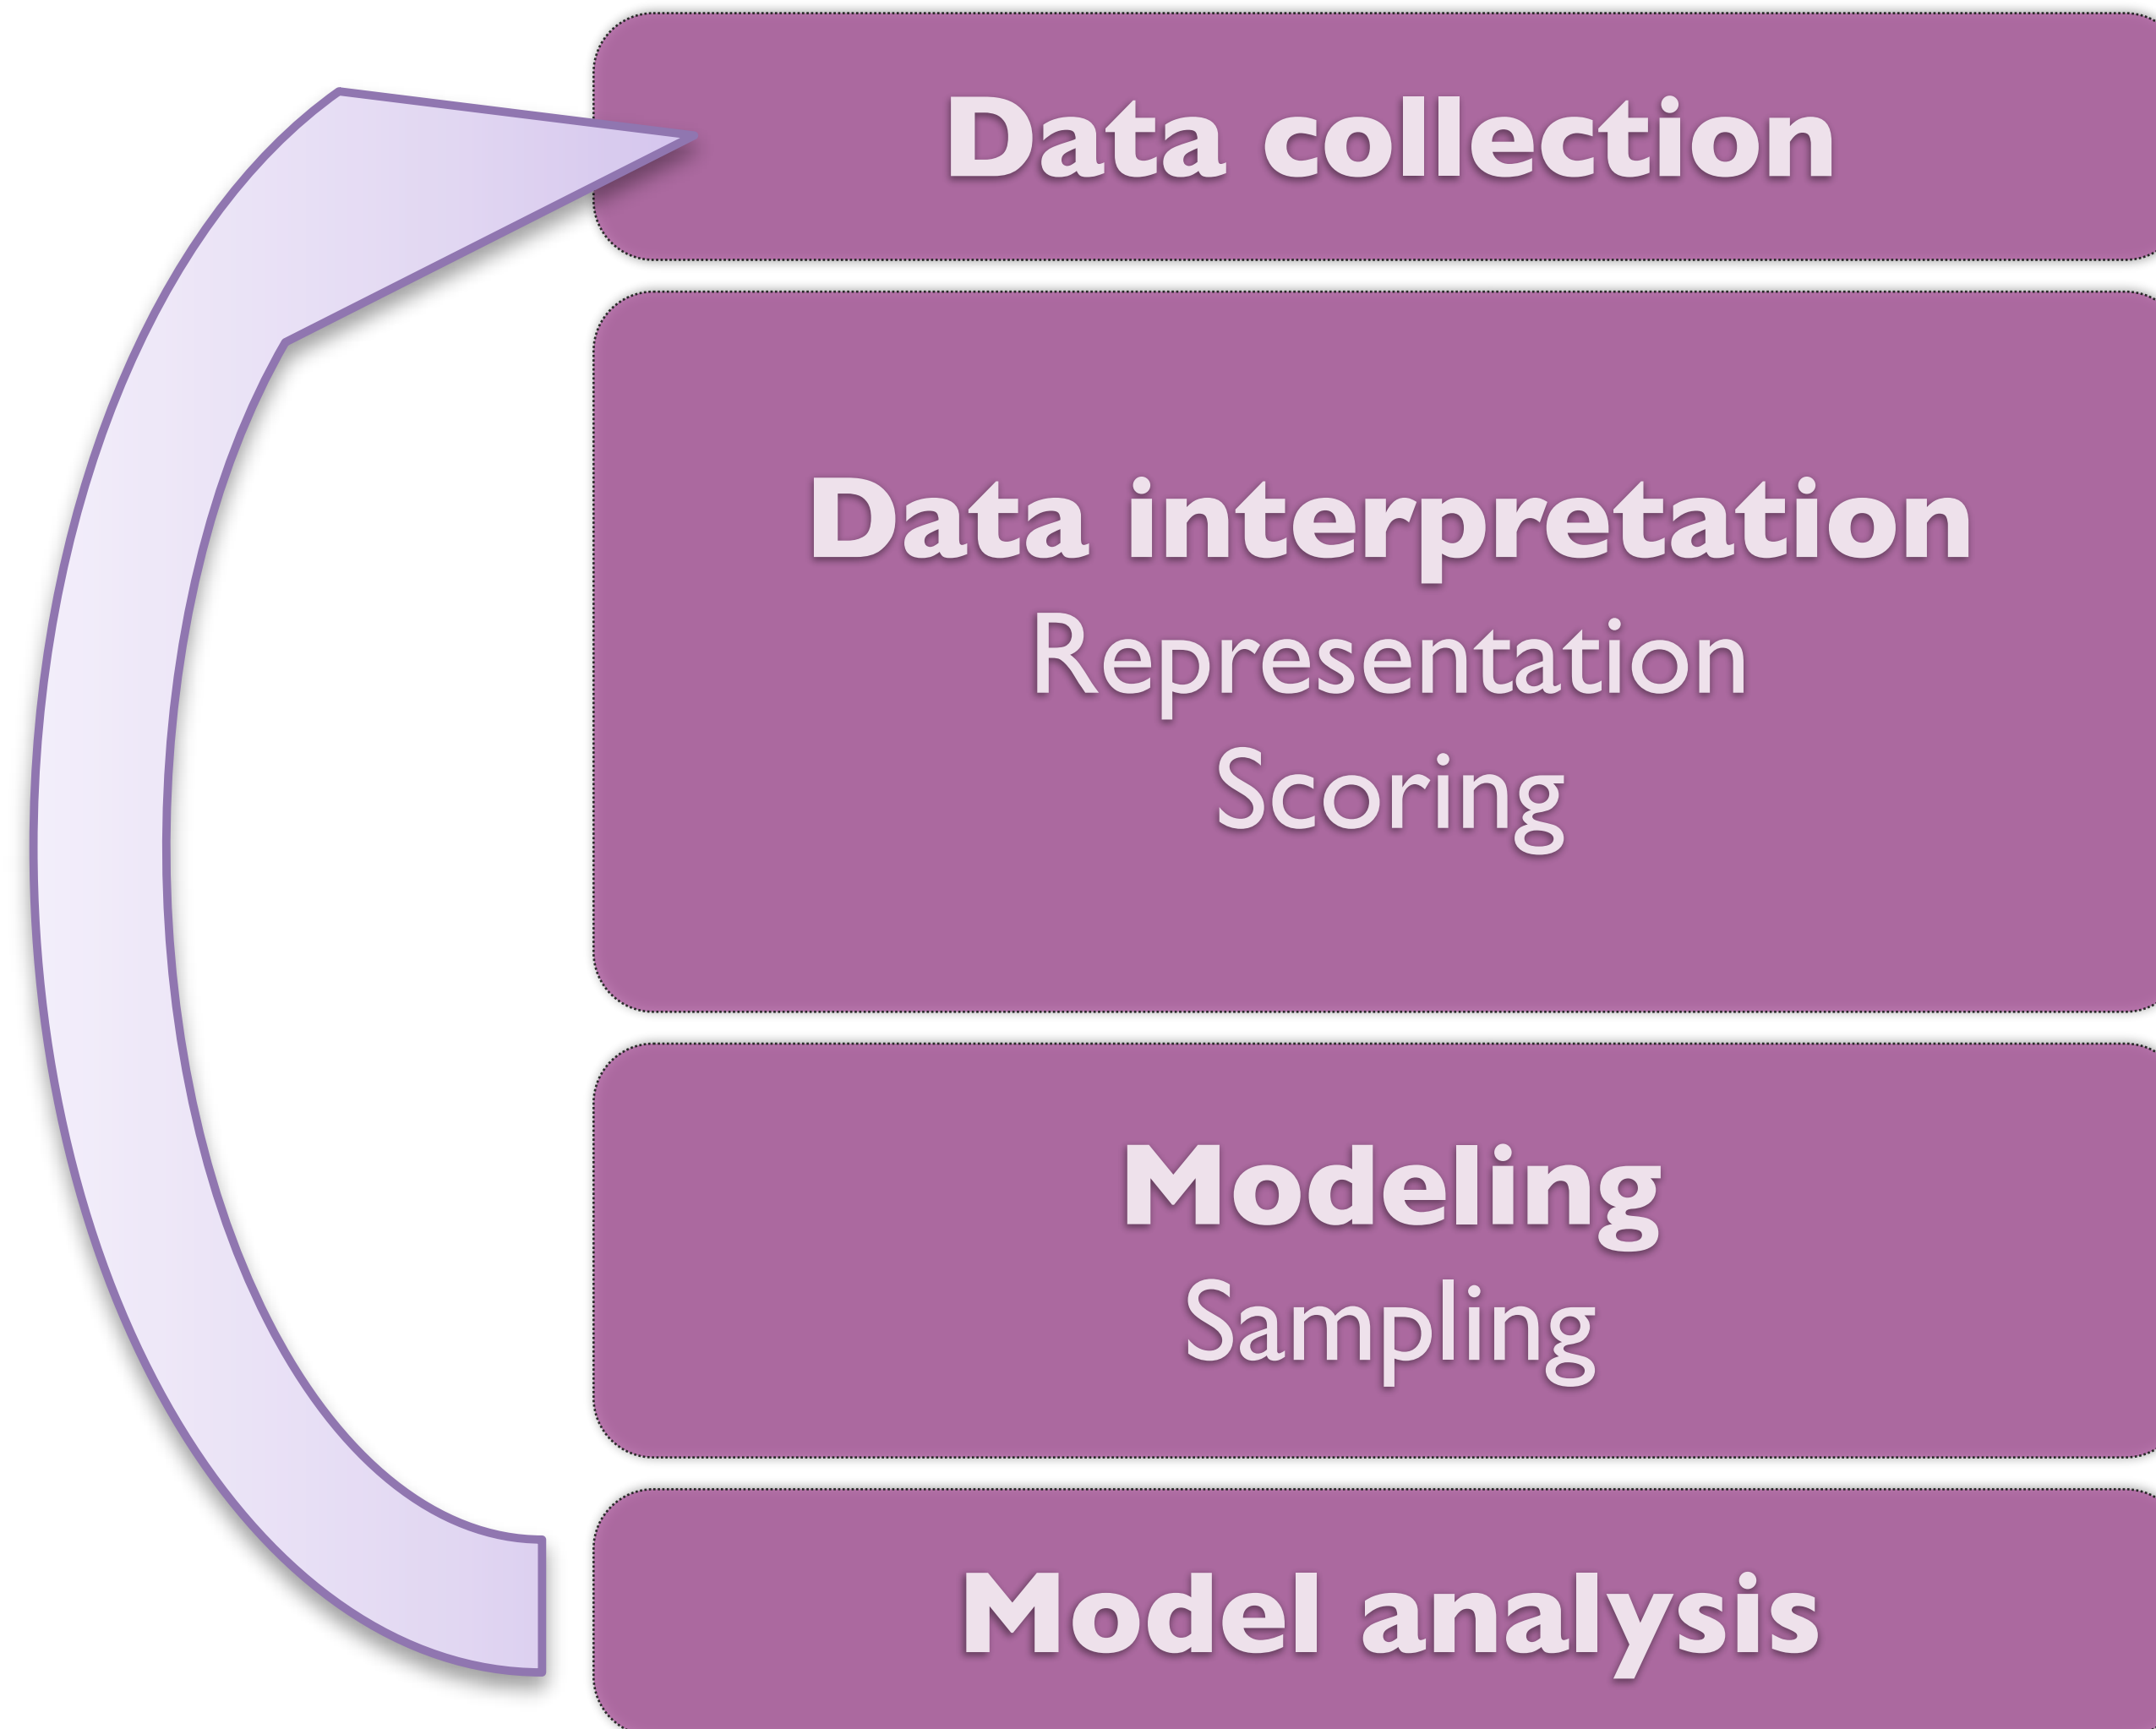 Data collection
Data interpretation
Representation
Scoring
Modeling
Sampling
Model analysis